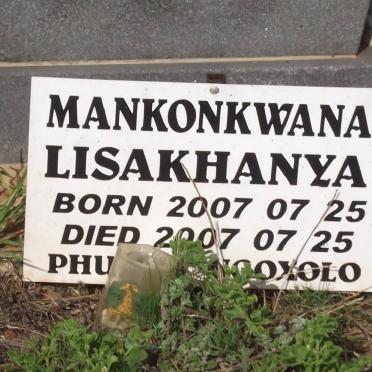 MANKONKWANA
LISAKHANYA
BORN 2007 07 25
DIED 2007 07 25